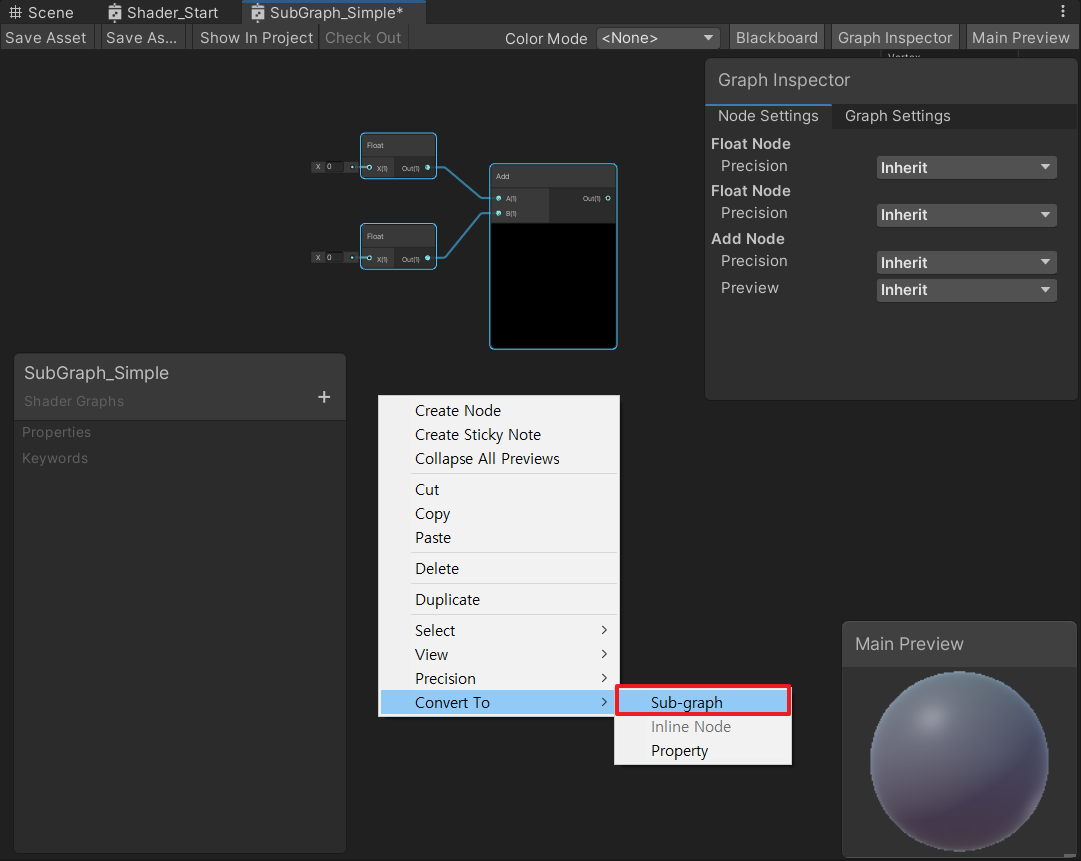 Scene
Shader_Start
SubGraph_Simple*
Save Asset
Save As...
Show In Project
Check Out
Color Mode
<None>
Blackboard
Graph Inspector
Main Preview
Vertex
Graph Inspector
Node Settings
Graph Settings
Float Node
Precision
Inherit
Float Node
Precision
Inherit
Add Node
Precision
Inherit
Preview
Inherit
Float
X 0
X(1)
Out(1)
Float
X 0
X(1)
Out(1)
Add
A(1)
Out(1)
B(1)
SubGraph_Simple
Shader Graphs
+
Properties
Keywords
Create Node
Create Sticky Note
Collapse All Previews
Cut
Copy
Paste
Delete
Duplicate
Select
View
Precision
Convert To
Sub-graph
Inline Node
Property
Main Preview